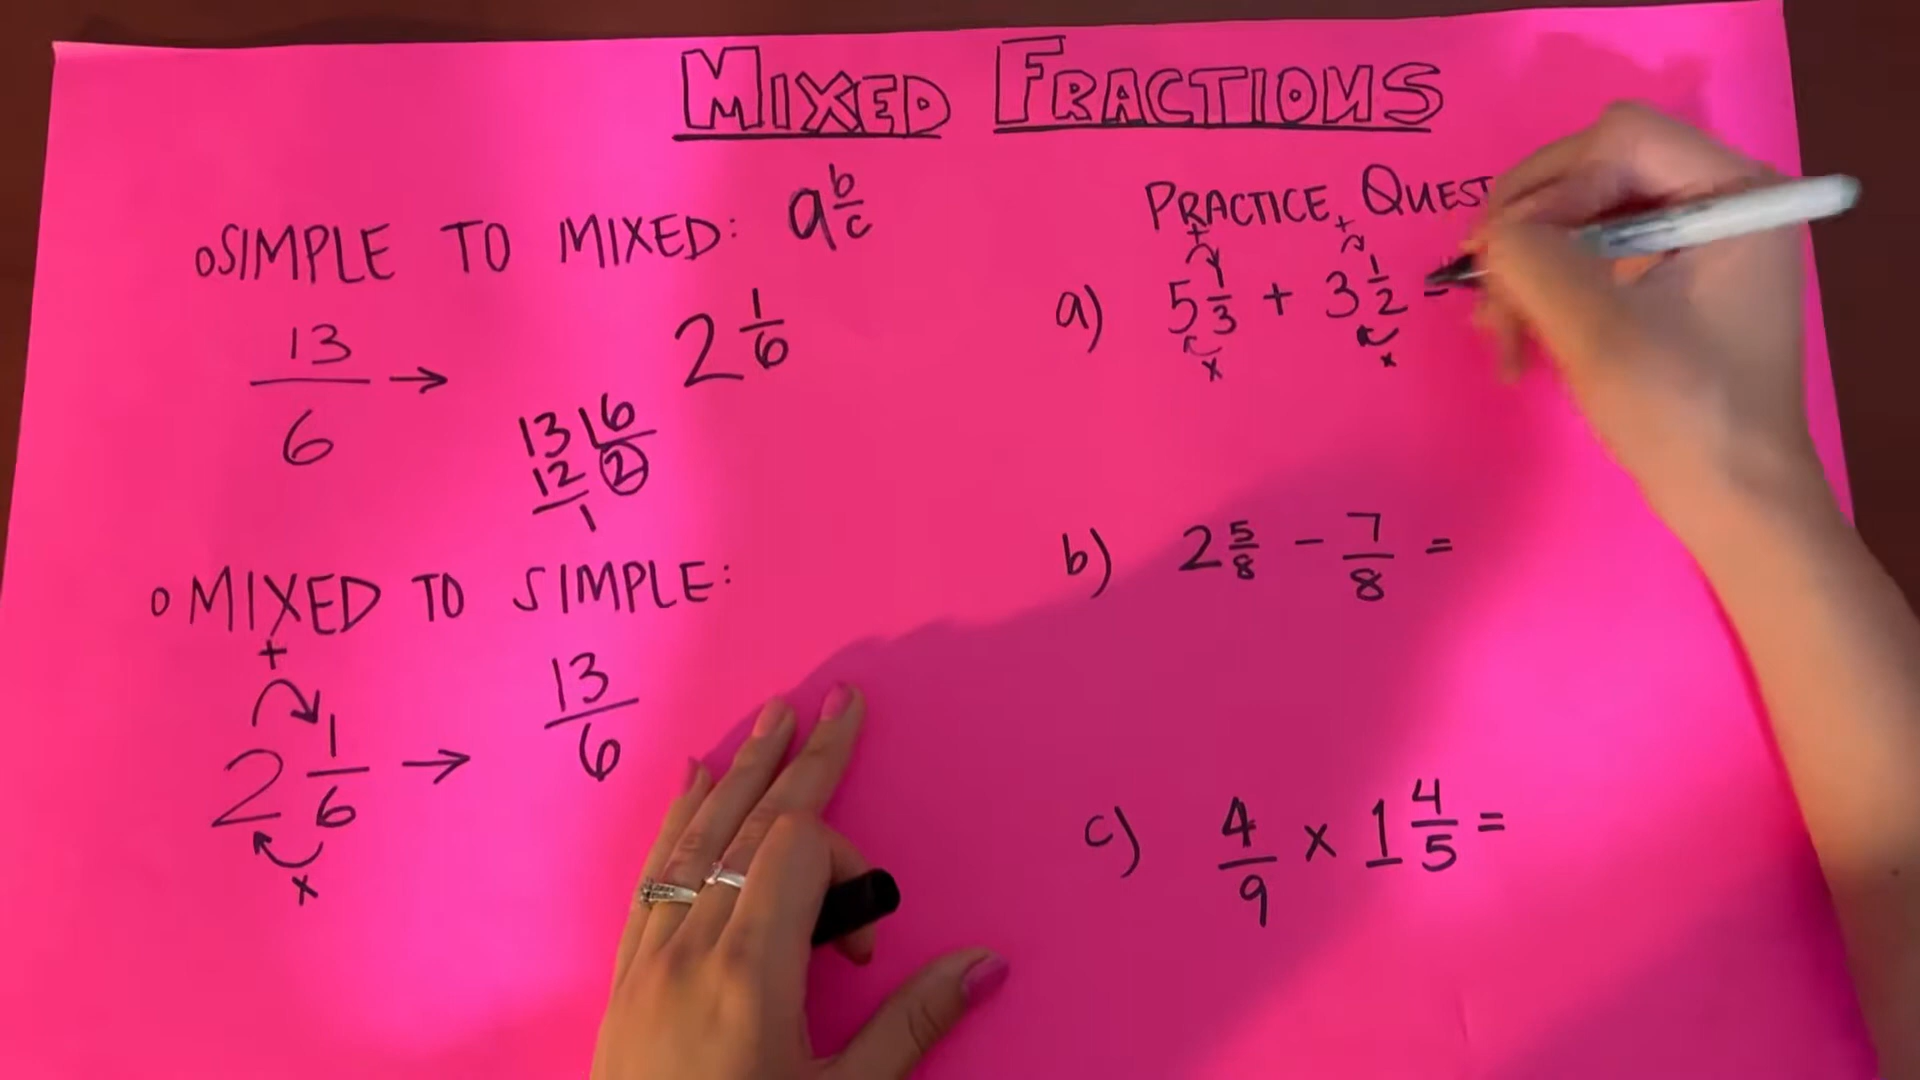 MIXED FRACTIONS
o SIMPLE TO MIXED: a b/c
13/6 → 2 1/6
13 | 6
12 2
1
o MIXED TO SIMPLE:
+
2 1/6 → 13/6
x
PRACTICE
+ +
a) 5 1/3 + 3 1/2 =
x x
b) 2 5/8 - 7/8 =
c) 4/9 x 1 4/5 =